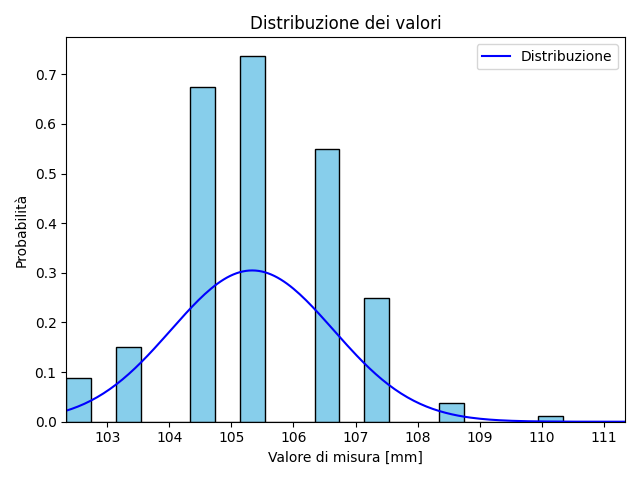 Distribuzione dei valori
Distribuzione
Probabilità
0.7
0.6
0.5
0.4
0.3
0.2
0.1
0.0
103 104 105 106 107 108 109 110 111
Valore di misura [mm]